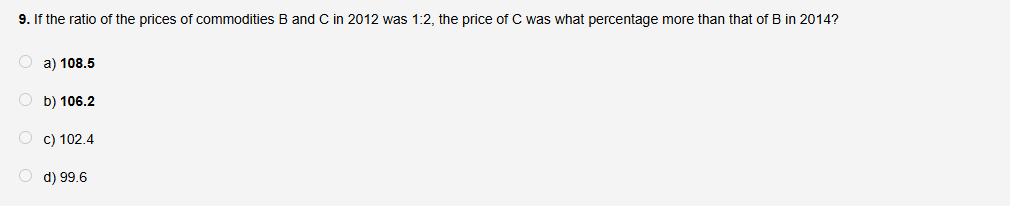 9. If the ratio of the prices of commodities B and C in 2012 was 1:2, the price of C was what percentage more than that of B in 2014?
a) 108.5
b) 106.2
c) 102.4
d) 99.6